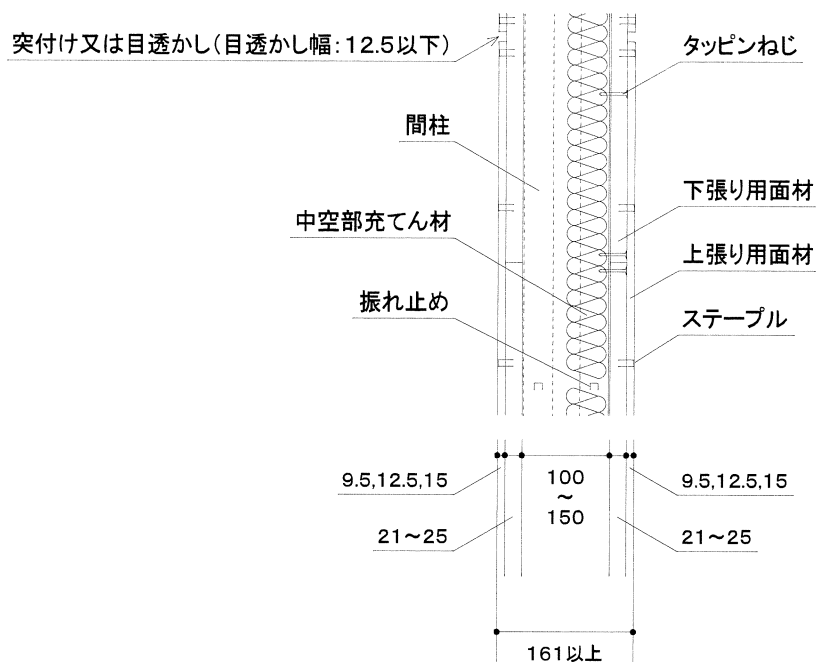 突付け又は目透かし(目透かし幅:12.5以下)
タッピンねじ
間柱
下張り用面材
中空部充てん材
上張り用面材
振れ止め
ステープル
9.5,12.5,15
100
～
150
9.5,12.5,15
21～25
21～25
161以上